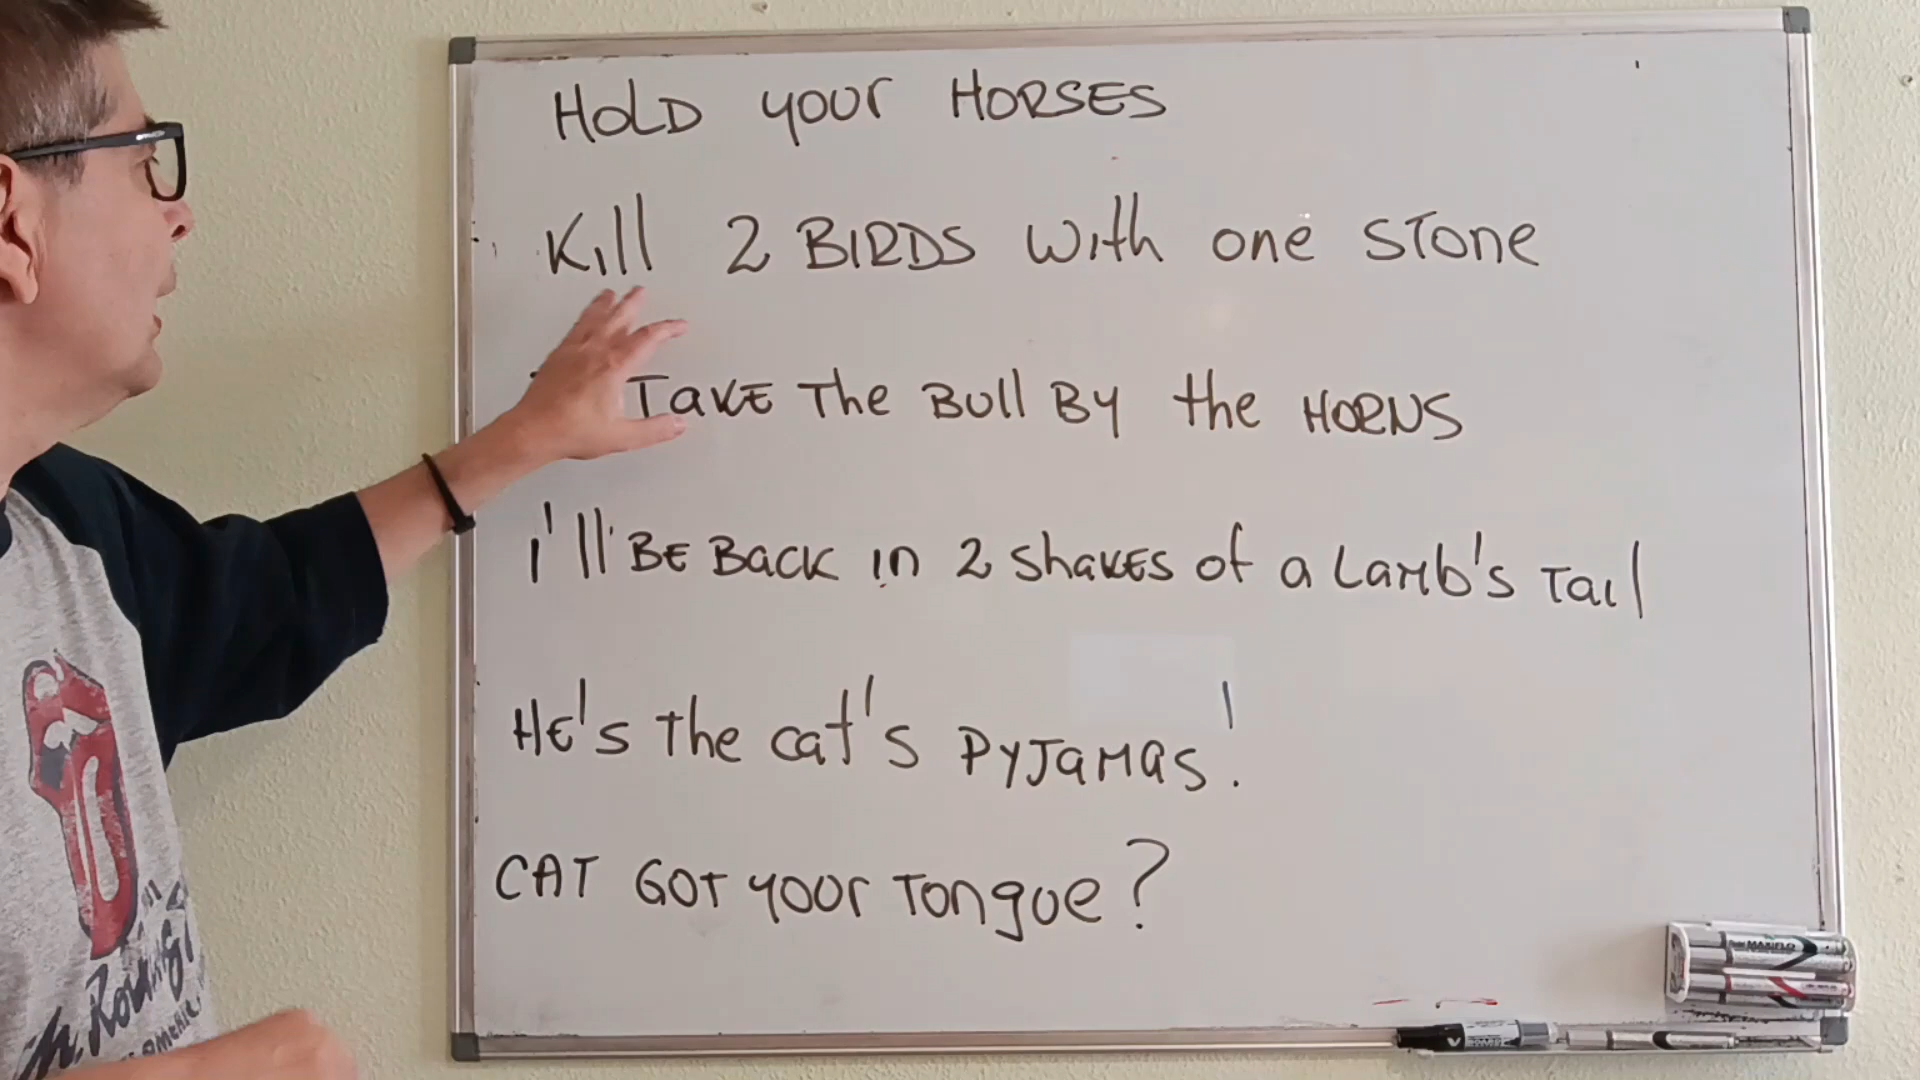 HOLD YOUR HORSES
Kill 2 BIRDS with one STONE
TAKE The Bull By the HORNS
I'll BE BACK in 2 shakes of a Lamb's Tail
HE's The cat's PYJAMAS!
CAT GOT YOUR TONGUE?
MAXIFLO